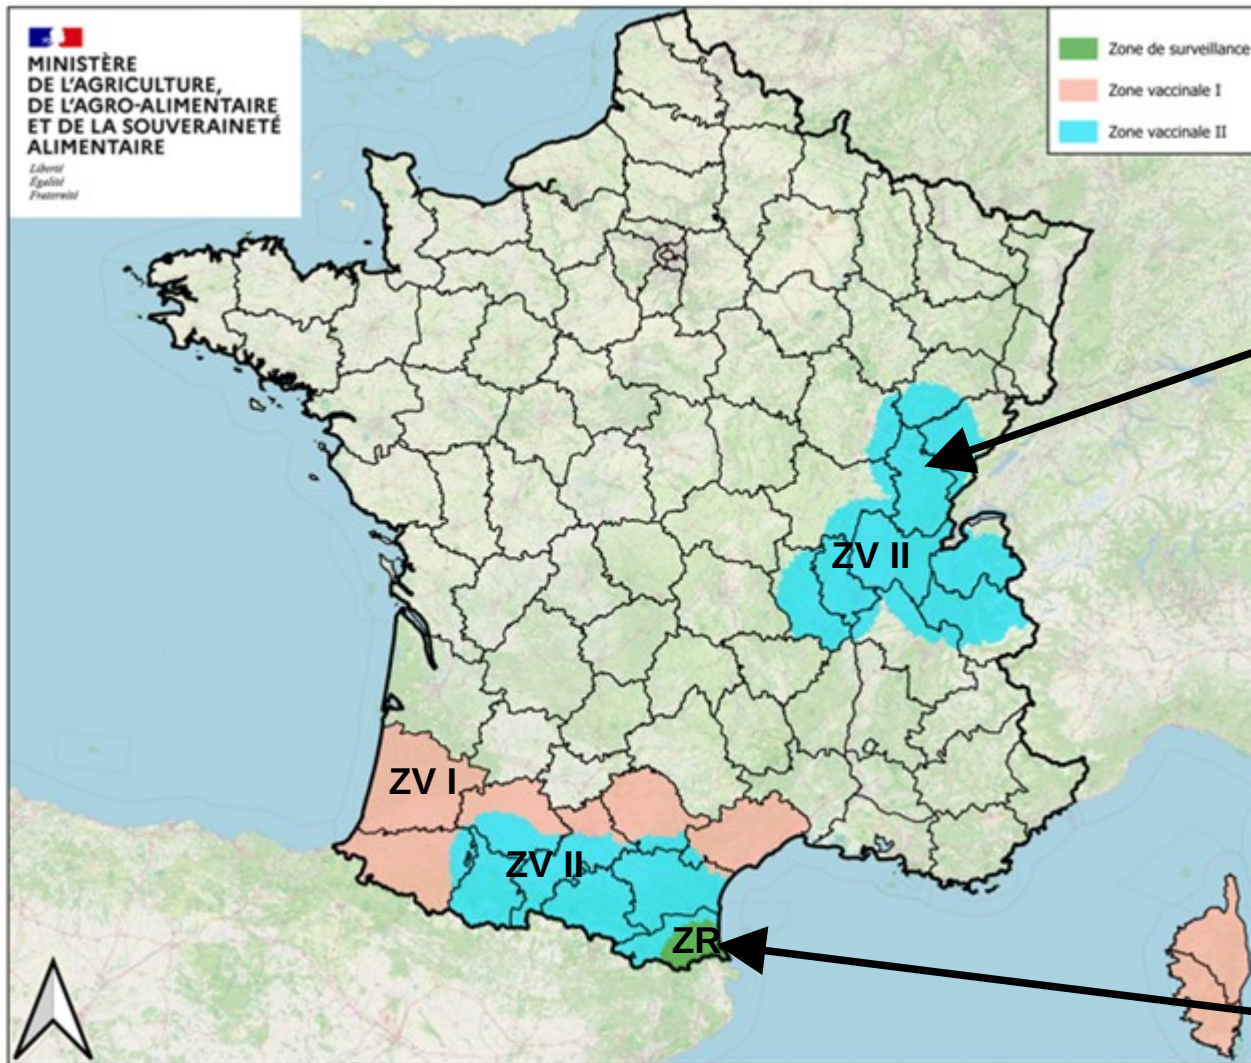 MINISTÈRE
DE L'AGRICULTURE,
DE L'AGRO-ALIMENTAIRE
ET DE LA SOUVERAINETÉ
ALIMENTAIRE
Liberté
Égalité
Fraternité
Zone de surveillance
Zone vaccinale I
Zone vaccinale II
ZV II
ZV I
ZV II
ZR